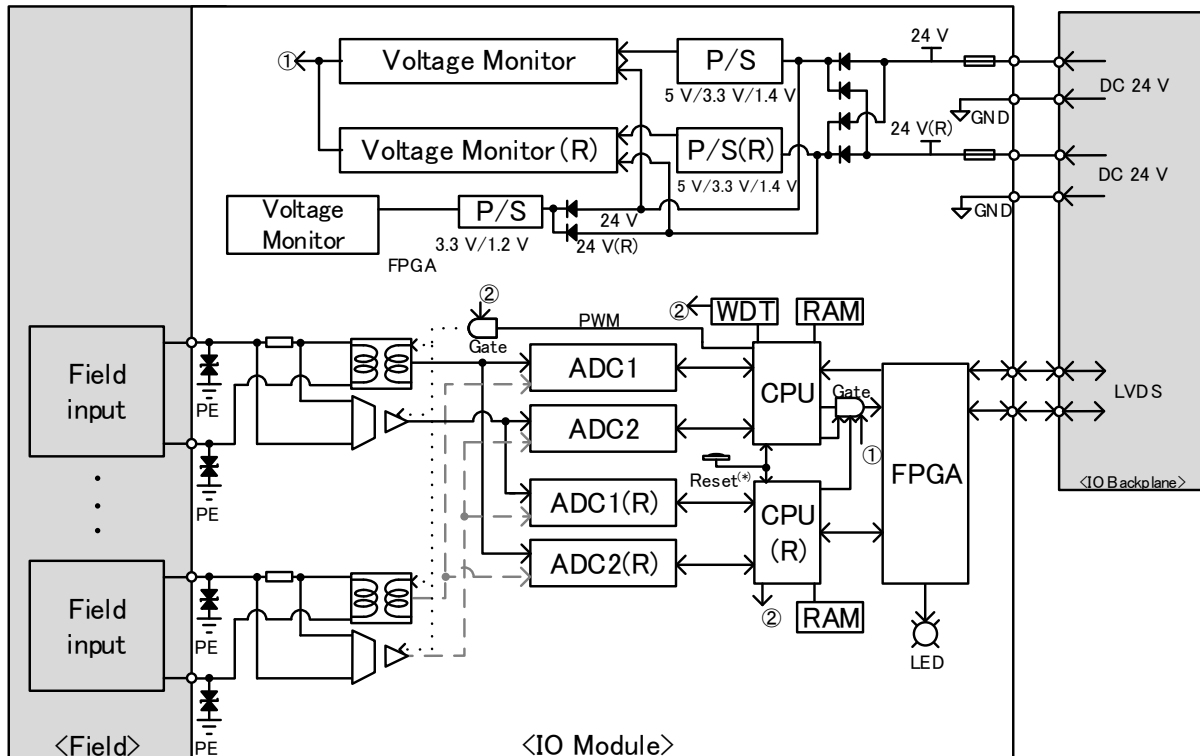 24 V
①
Voltage Monitor
P/S
DC 24 V
5 V/3.3 V/1.4 V
GND
24 V(R)
Voltage Monitor(R)
P/S(R)
DC 24 V
5 V/3.3 V/1.4 V
Voltage
Monitor
P/S
24 V
GND
3.3 V/1.2 V
24 V(R)
FPGA
②
②
WDT
RAM
PWM
Gate
Field
input
PE
ADC1
CPU
Gate
LVDS
ADC2
①
FPGA
Reset(*)
<IO Backplane>
PE
ADC1(R)
CPU
(R)
ADC2(R)
Field
input
②
RAM
PE
LED
PE
<Field>
<IO Module>